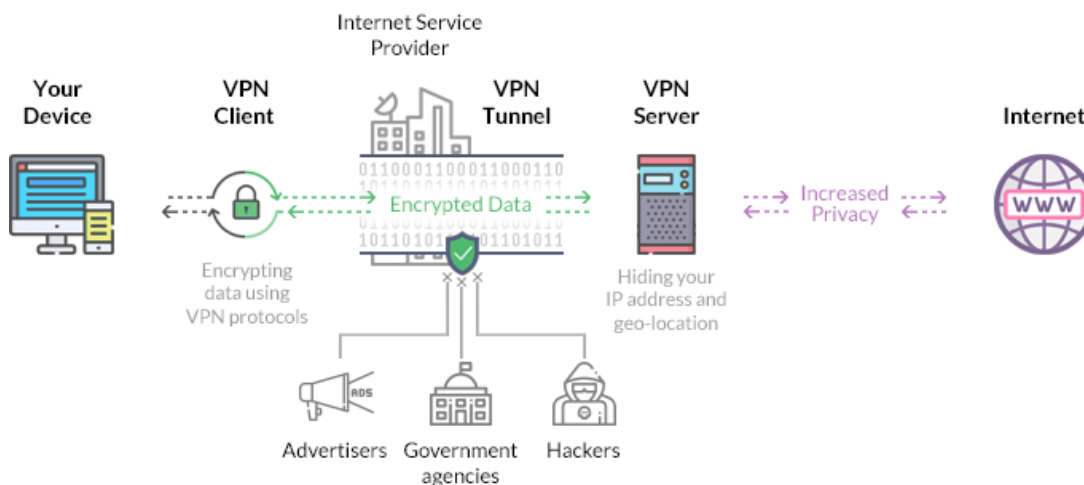 Internet Service
Provider
Your
Device
VPN
Client
VPN
Tunnel
VPN
Server
Internet
011000110001100011000110
Encrypted Data
Increased
Privacy
WWW
Encrypting
data using
VPN protocols
Hiding your
IP address and
geo-location
ADS
Advertisers
Government
agencies
Hackers